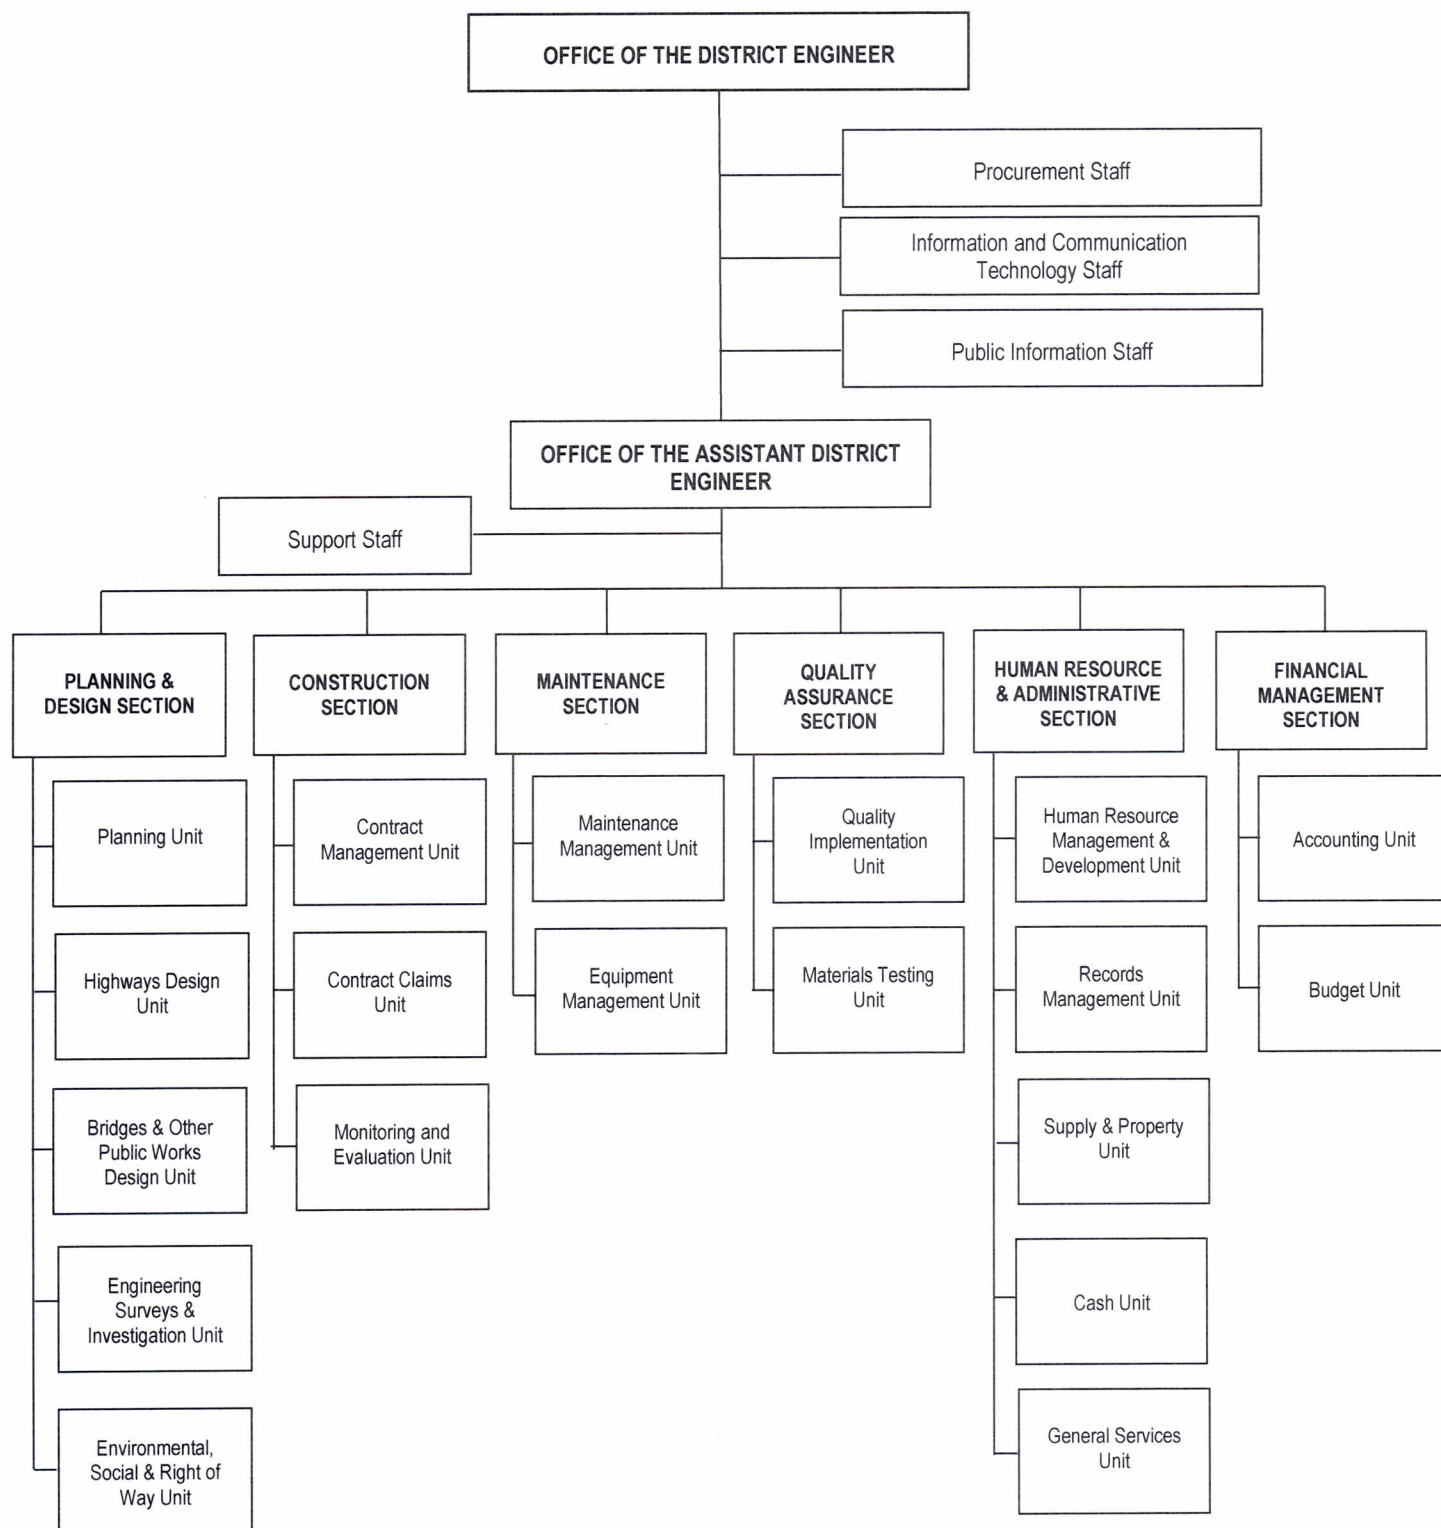 OFFICE OF THE DISTRICT ENGINEER
Procurement Staff
Information and Communication
Technology Staff
Public Information Staff
OFFICE OF THE ASSISTANT DISTRICT
ENGINEER
Support Staff
PLANNING &
DESIGN SECTION
CONSTRUCTION
SECTION
MAINTENANCE
SECTION
QUALITY
ASSURANCE
SECTION
HUMAN RESOURCE
& ADMINISTRATIVE
SECTION
FINANCIAL
MANAGEMENT
SECTION
Planning Unit
Highways Design
Unit
Bridges & Other
Public Works
Design Unit
Engineering
Surveys &
Investigation Unit
Environmental,
Social & Right of
Way Unit
Contract
Management Unit
Contract Claims
Unit
Monitoring and
Evaluation Unit
Maintenance
Management Unit
Equipment
Management Unit
Quality
Implementation
Unit
Materials Testing
Unit
Human Resource
Management &
Development Unit
Records
Management Unit
Supply & Property
Unit
Cash Unit
General Services
Unit
Accounting Unit
Budget Unit